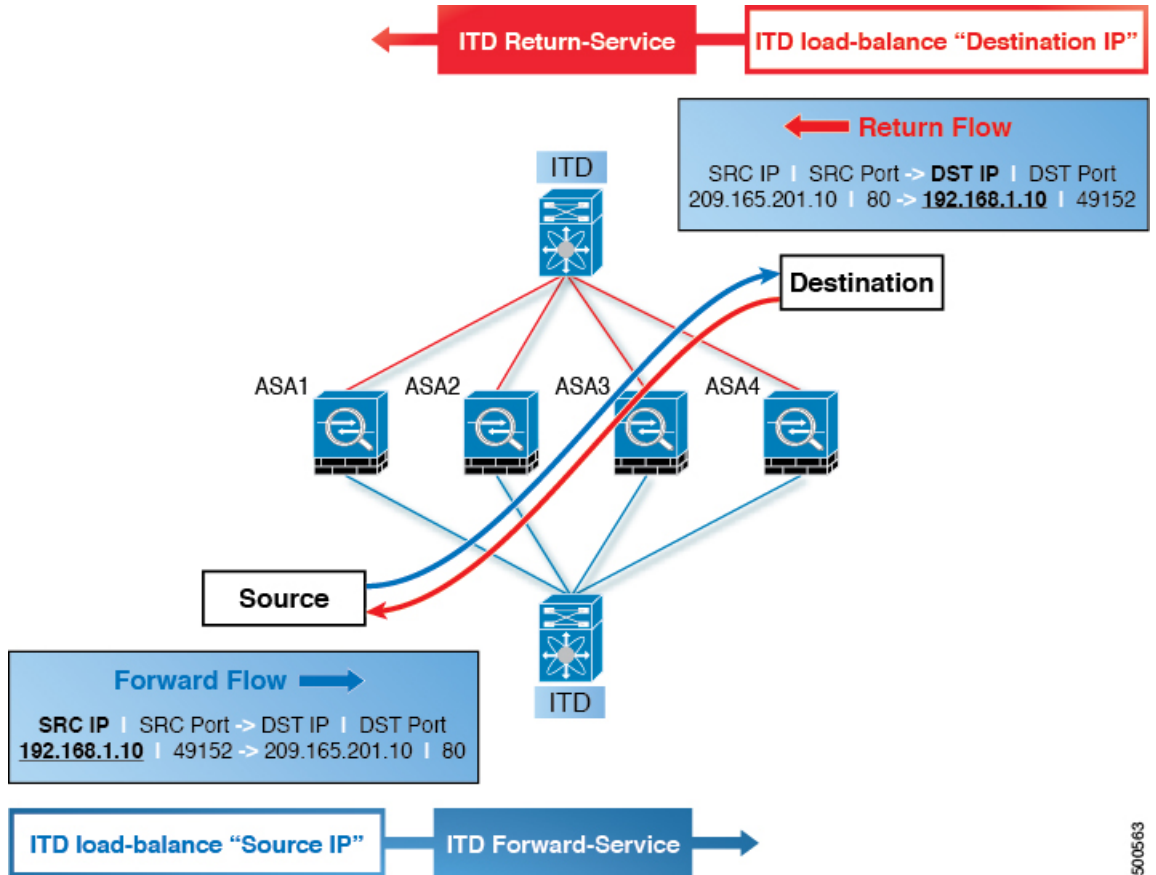 ITD Return-Service
ITD load-balance “Destination IP”
Return Flow
SRC IP | SRC Port -> DST IP | DST Port
209.165.201.10 | 80 -> 192.168.1.10 | 49152
ITD
Destination
ASA1
ASA2
ASA3
ASA4
Source
Forward Flow
SRC IP | SRC Port -> DST IP | DST Port
192.168.1.10 | 49152 -> 209.165.201.10 | 80
ITD
ITD load-balance “Source IP”
ITD Forward-Service
500563